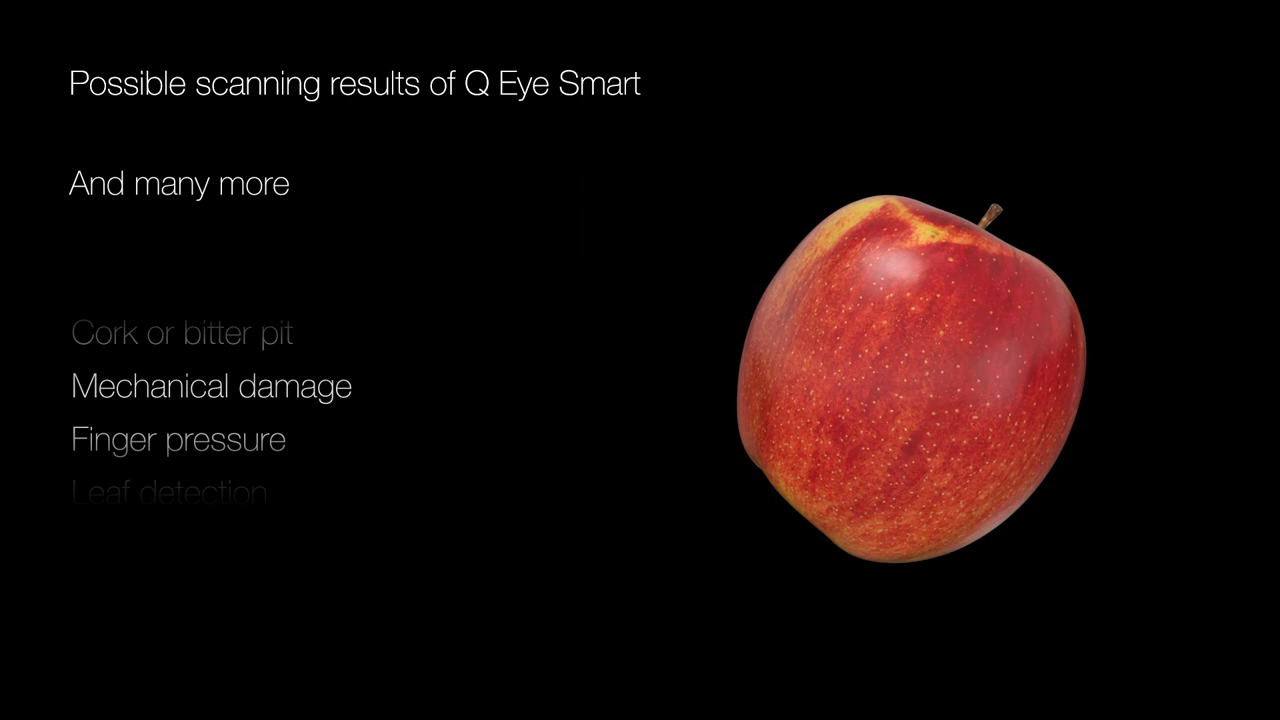 Possible scanning results of Q Eye Smart
And many more
Cork or bitter pit
Mechanical damage
Finger pressure
Leaf detection